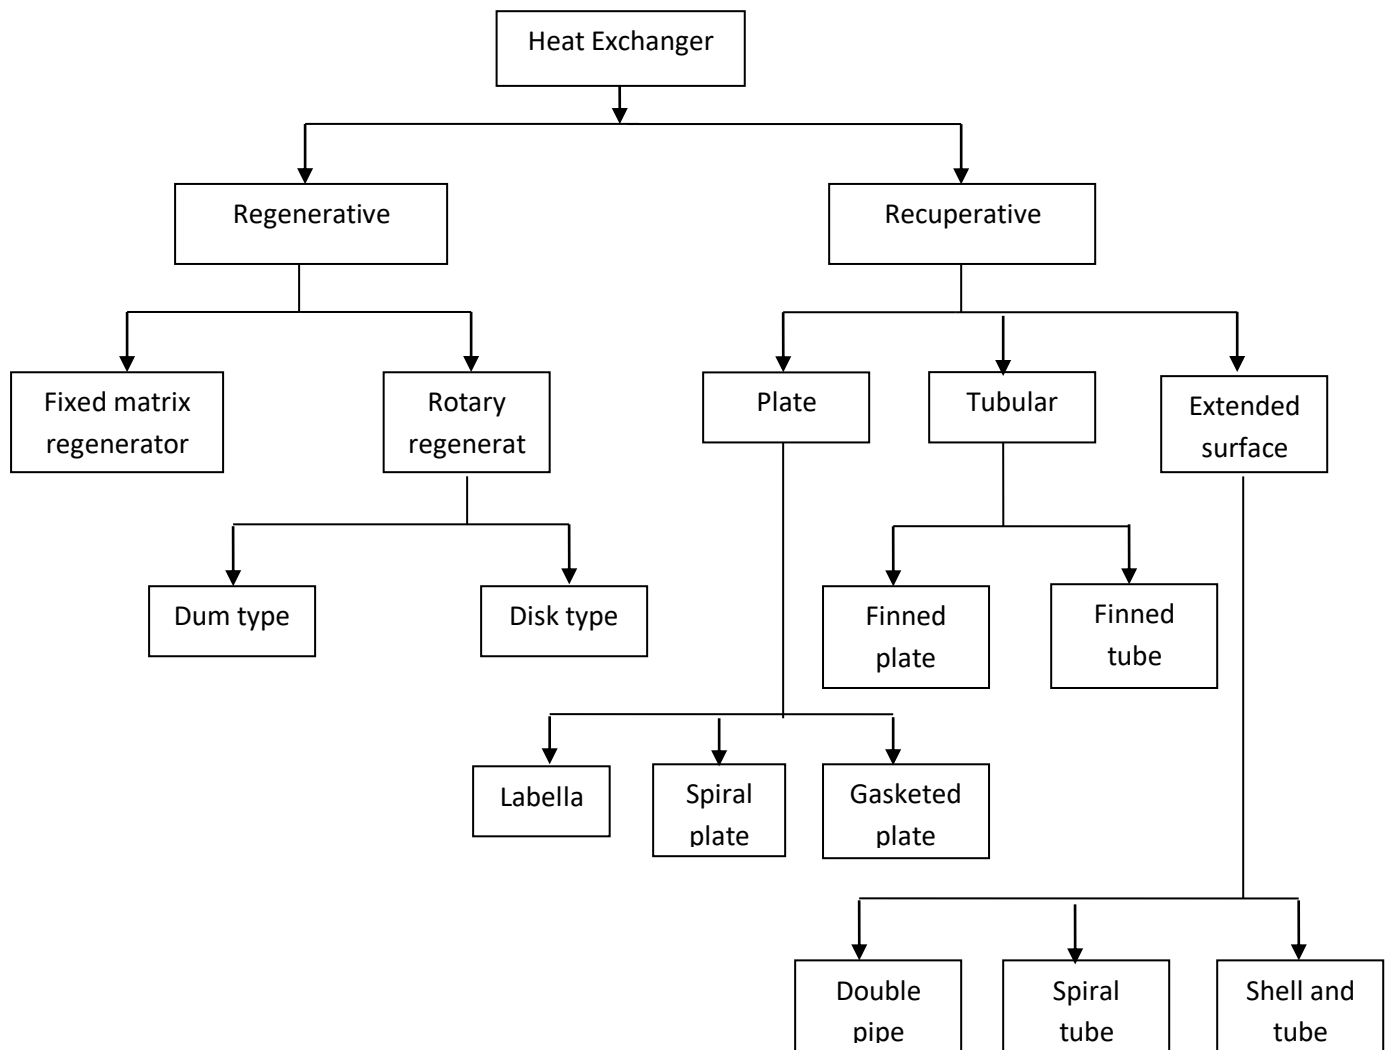 Heat Exchanger
Regenerative
Recuperative
Fixed matrix
regenerator
Rotary
regenerat
Plate
Tubular
Extended
surface
Dum type
Disk type
Finned
plate
Finned
tube
Labella
Spiral
plate
Gasketed
plate
Double
pipe
Spiral
tube
Shell and
tube